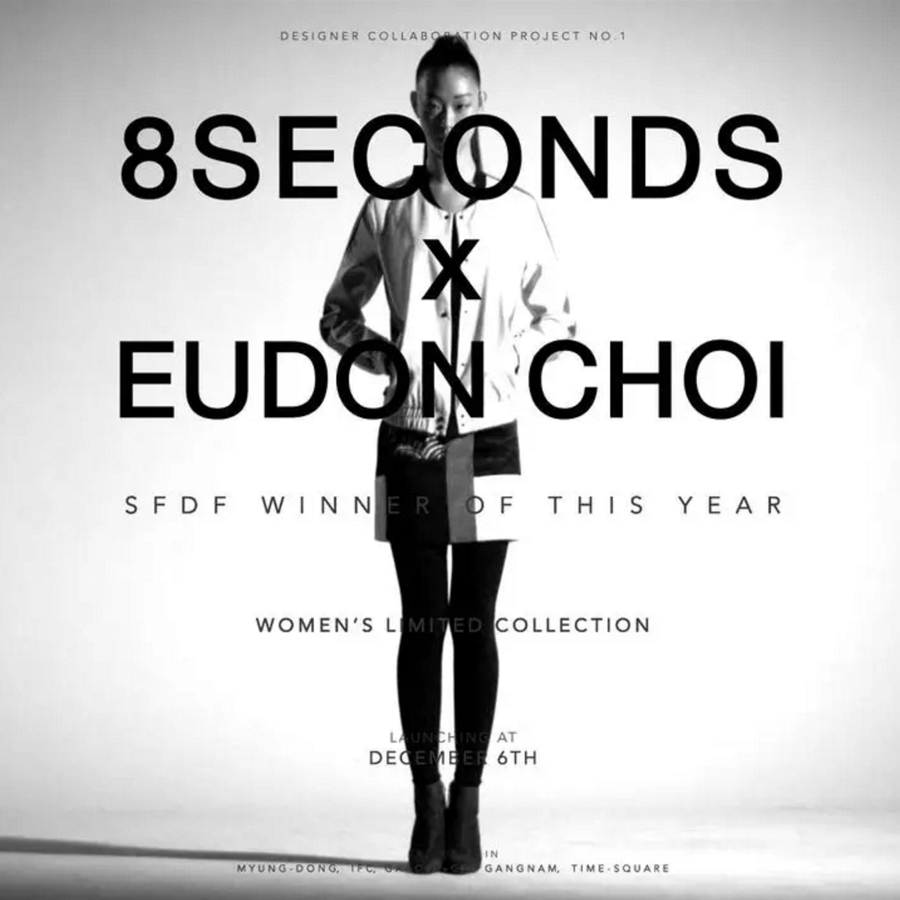 DESIGNER COLLABORATION PROJECT NO.1
8SECONDS
x
EUDON CHOI
SFDF WINNER OF THIS YEAR
WOMEN'S LIMITED COLLECTION
LAUNCHING AT
DECEMBER 6TH
IN
MYUNG-DONG, IFC, GANGNAM, TIME-SQUARE